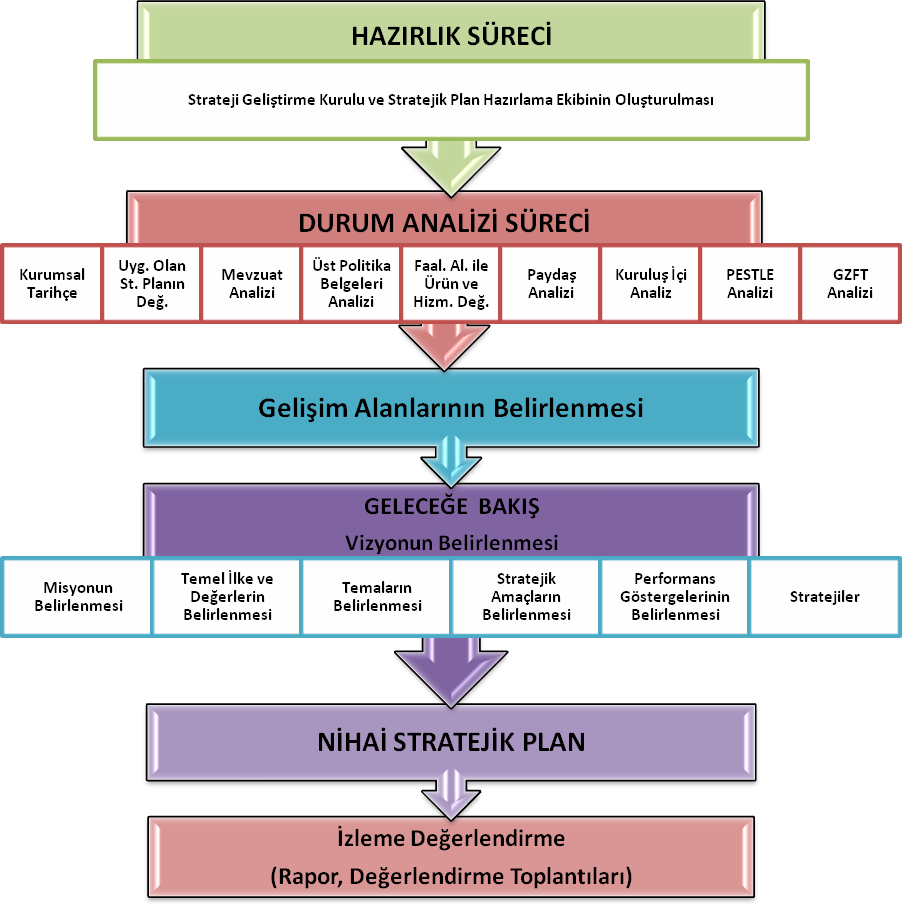 HAZIRLIK SÜRECİ
Strateji Geliştirme Kurulu ve Stratejik Plan Hazırlama Ekibinin Oluşturulması
DURUM ANALİZİ SÜRECİ
Kurumsal
Tarihçe
Uyg. Olan
St. Planın
Değ.
Mevzuat
Analizi
Üst Politika
Belgeleri
Analizi
Faal. Al. ile
Ürün ve
Hizm. Değ.
Paydaş
Analizi
Kuruluş İçi
Analiz
PESTLE
Analizi
GZFT
Analizi
Gelişim Alanlarının Belirlenmesi
GELECEĞE BAKIŞ
Vizyonun Belirlenmesi
Misyonun
Belirlenmesi
Temel İlke ve
Değerlerin
Belirlenmesi
Temaların
Belirlenmesi
Stratejik
Amaçların
Belirlenmesi
Performans
Göstergelerinin
Belirlenmesi
Stratejiler
NİHAİ STRATEJİK PLAN
İzleme Değerlendirme
(Rapor, Değerlendirme Toplantıları)